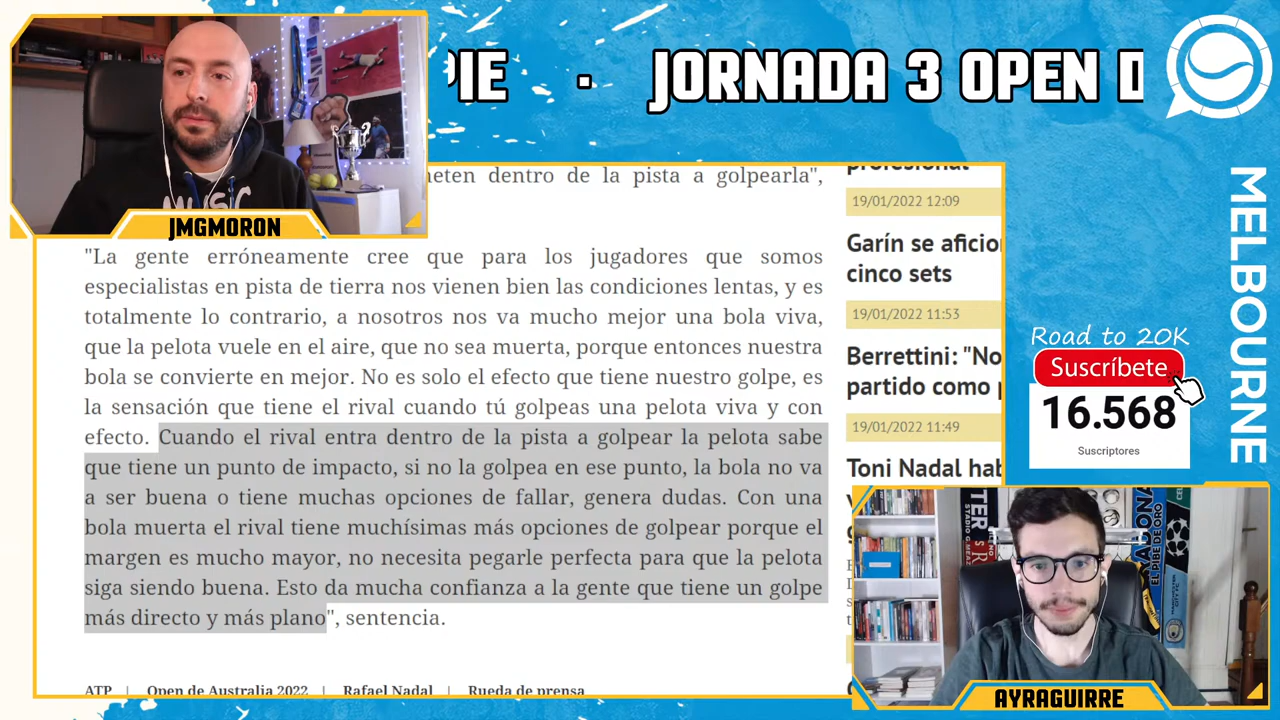 PIE · JORNADA 3 OPEN D
MUSIC
JMGMORON
MELBOURNE
meten dentro de la pista a golpearla",
"La gente erróneamente cree que para los jugadores que somos
especialistas en pista de tierra nos vienen bien las condiciones lentas, y es
totalmente lo contrario, a nosotros nos va mucho mejor una bola viva,
que la pelota vuele en el aire, que no sea muerta, porque entonces nuestra
bola se convierte en mejor. No es solo el efecto que tiene nuestro golpe, es
la sensación que tiene el rival cuando tú golpeas una pelota viva y con
efecto. Cuando el rival entra dentro de la pista a golpear la pelota sabe
que tiene un punto de impacto, si no la golpea en ese punto, la bola no va
a ser buena o tiene muchas opciones de fallar, genera dudas. Con una
bola muerta el rival tiene muchísimas más opciones de golpear porque el
margen es mucho mayor, no necesita pegarla perfecta para que la pelota
siga siendo buena. Esto da mucha confianza a la gente que tiene un golpe
más directo y más plano", sentencia.
ATP | Open de Australia 2022 | Rafael Nadal | Rueda de prensa
profesional
19/01/2022 12:09
Garín se aficio
cinco sets
19/01/2022 11:53
Berrettini: "No
partido como p
19/01/2022 11:49
Toni Nadal hab
Road to 20K
Suscríbete
16.568
Suscriptores
EL PIBE DE ORO
AYRAGUIRRE